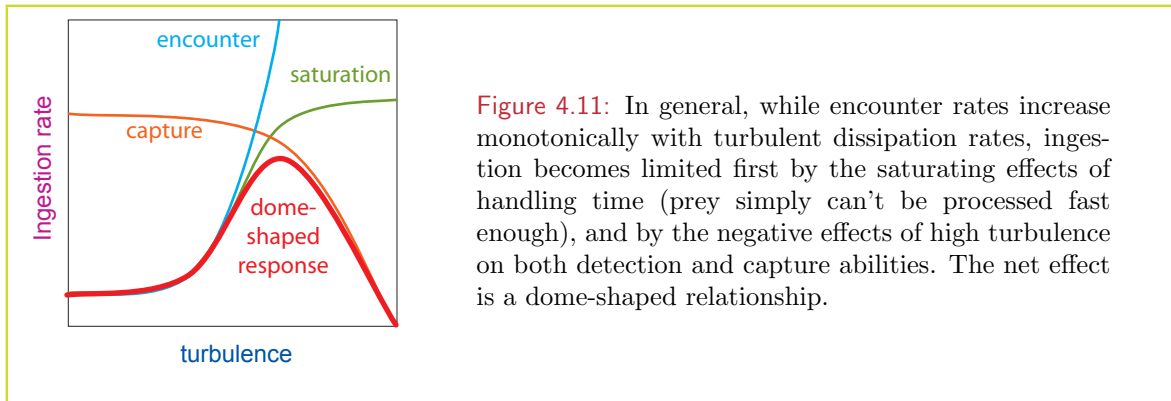 encounter
saturation
capture
dome-
shaped
response
Ingestion rate
turbulence
Figure 4.11: In general, while encounter rates increase
monotonically with turbulent dissipation rates, inges-
tion becomes limited first by the saturating effects of
handling time (prey simply can't be processed fast
enough), and by the negative effects of high turbulence
on both detection and capture abilities. The net effect
is a dome-shaped relationship.